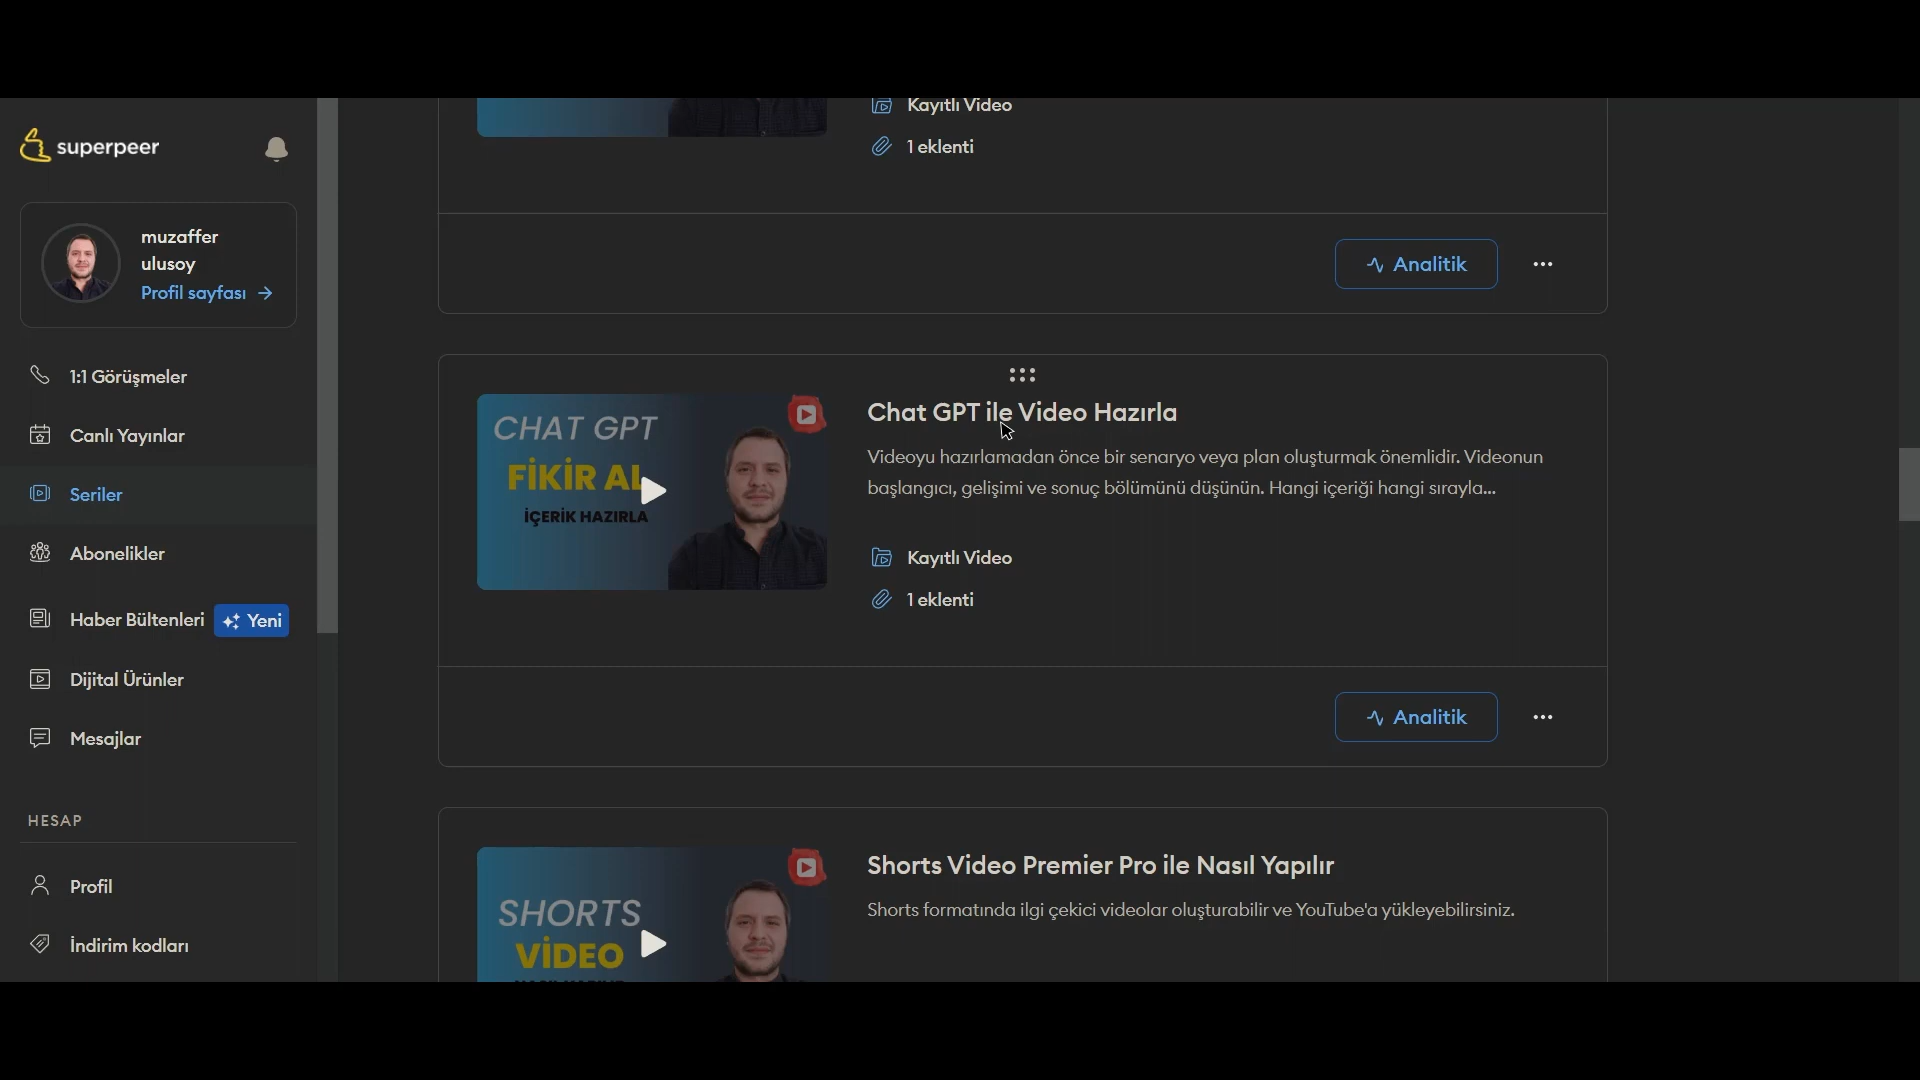 superpeer
muzaffer
ulusoy
Profil sayfası
1:1 Görüşmeler
Canlı Yayınlar
Seriler
Abonelikler
Haber Bültenleri
Yeni
Dijital Ürünler
Mesajlar
HESAP
Profil
İndirim kodları
Kayıtlı Video
1 eklenti
Analitik
CHAT GPT
FİKİR AL
İÇERİK HAZIRLA
Chat GPT ile Video Hazırla
Videoyu hazırlamadan önce bir senaryo veya plan oluşturmak önemlidir. Videonun
başlangıcı, gelişimi ve sonuç bölümünü düşünün. Hangi içeriği hangi sırayla...
Kayıtlı Video
1 eklenti
Analitik
SHORTS
VİDEO
Shorts Video Premier Pro ile Nasıl Yapılır
Shorts formatında ilgi çekici videolar oluşturabilir ve YouTube'a yükleyebilirsiniz.